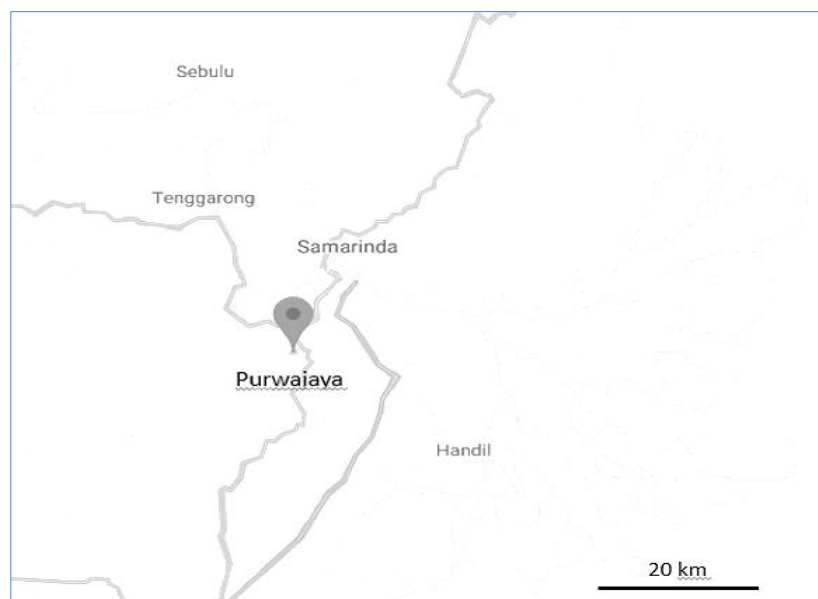 Sebulu
Tenggarong
Samarinda
Purwajaya
Handil
20 km